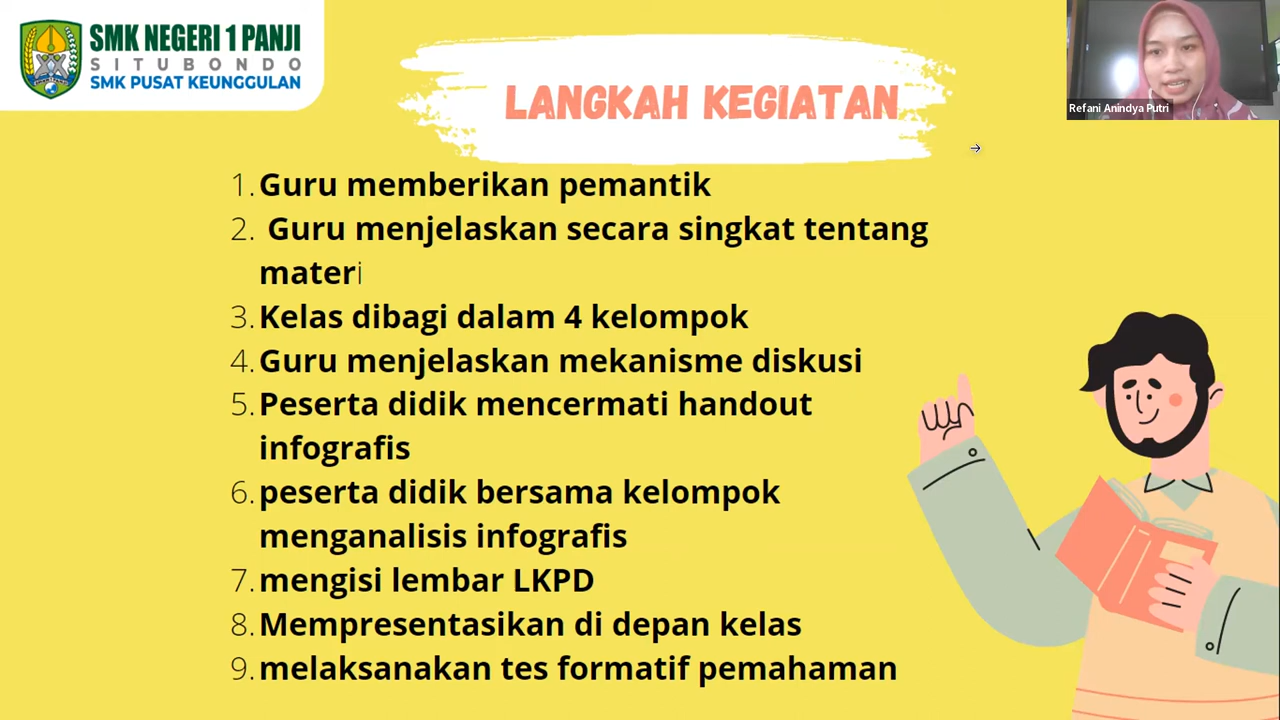 SMK NEGERI 1 PANJI
SITUBONDO
SMK PUSAT KEUNGGULAN
LANGKAH KEGIATAN
Refani Anindya Putri
1. Guru memberikan pemantik
2. Guru menjelaskan secara singkat tentang
materi
3. Kelas dibagi dalam 4 kelompok
4. Guru menjelaskan mekanisme diskusi
5. Peserta didik mencermati handout
infografis
6. peserta didik bersama kelompok
menganalisis infografis
7. mengisi lembar LKPD
8. Mempresentasikan di depan kelas
9. melaksanakan tes formatif pemahaman